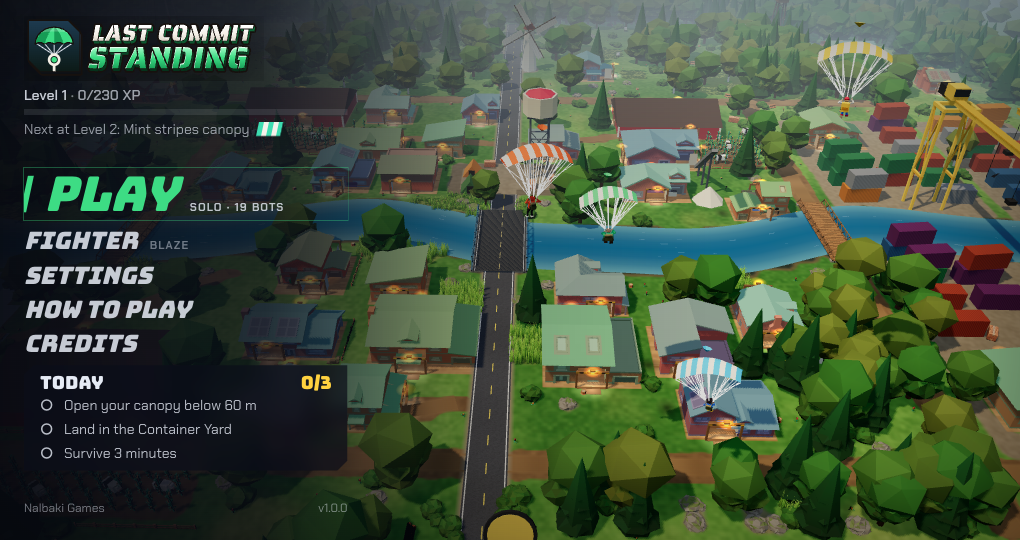 LAST COMMIT
STANDING
Level 1 · 0/230 XP
Next at Level 2: Mint stripes canopy
PLAY SOLO · 19 BOTS
FIGHTER BLAZE
SETTINGS
HOW TO PLAY
CREDITS
TODAY 0/3
Open your canopy below 60 m
Land in the Container Yard
Survive 3 minutes
Nalbaki Games v1.0.0